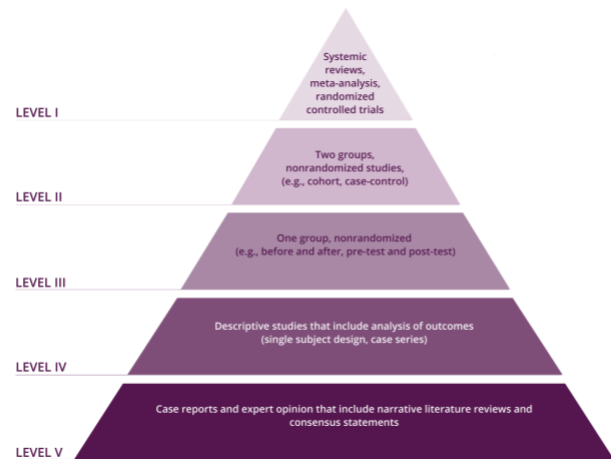 Systemic
reviews,
meta-analysis,
randomized
controlled trials
LEVEL I
Two groups,
nonrandomized studies,
(e.g., cohort, case-control)
LEVEL II
One group, nonrandomized
(e.g., before and after, pre-test and post-test)
LEVEL III
Descriptive studies that include analysis of outcomes
(single subject design, case series)
LEVEL IV
Case reports and expert opinion that include narrative literature reviews and
consensus statements
LEVEL V